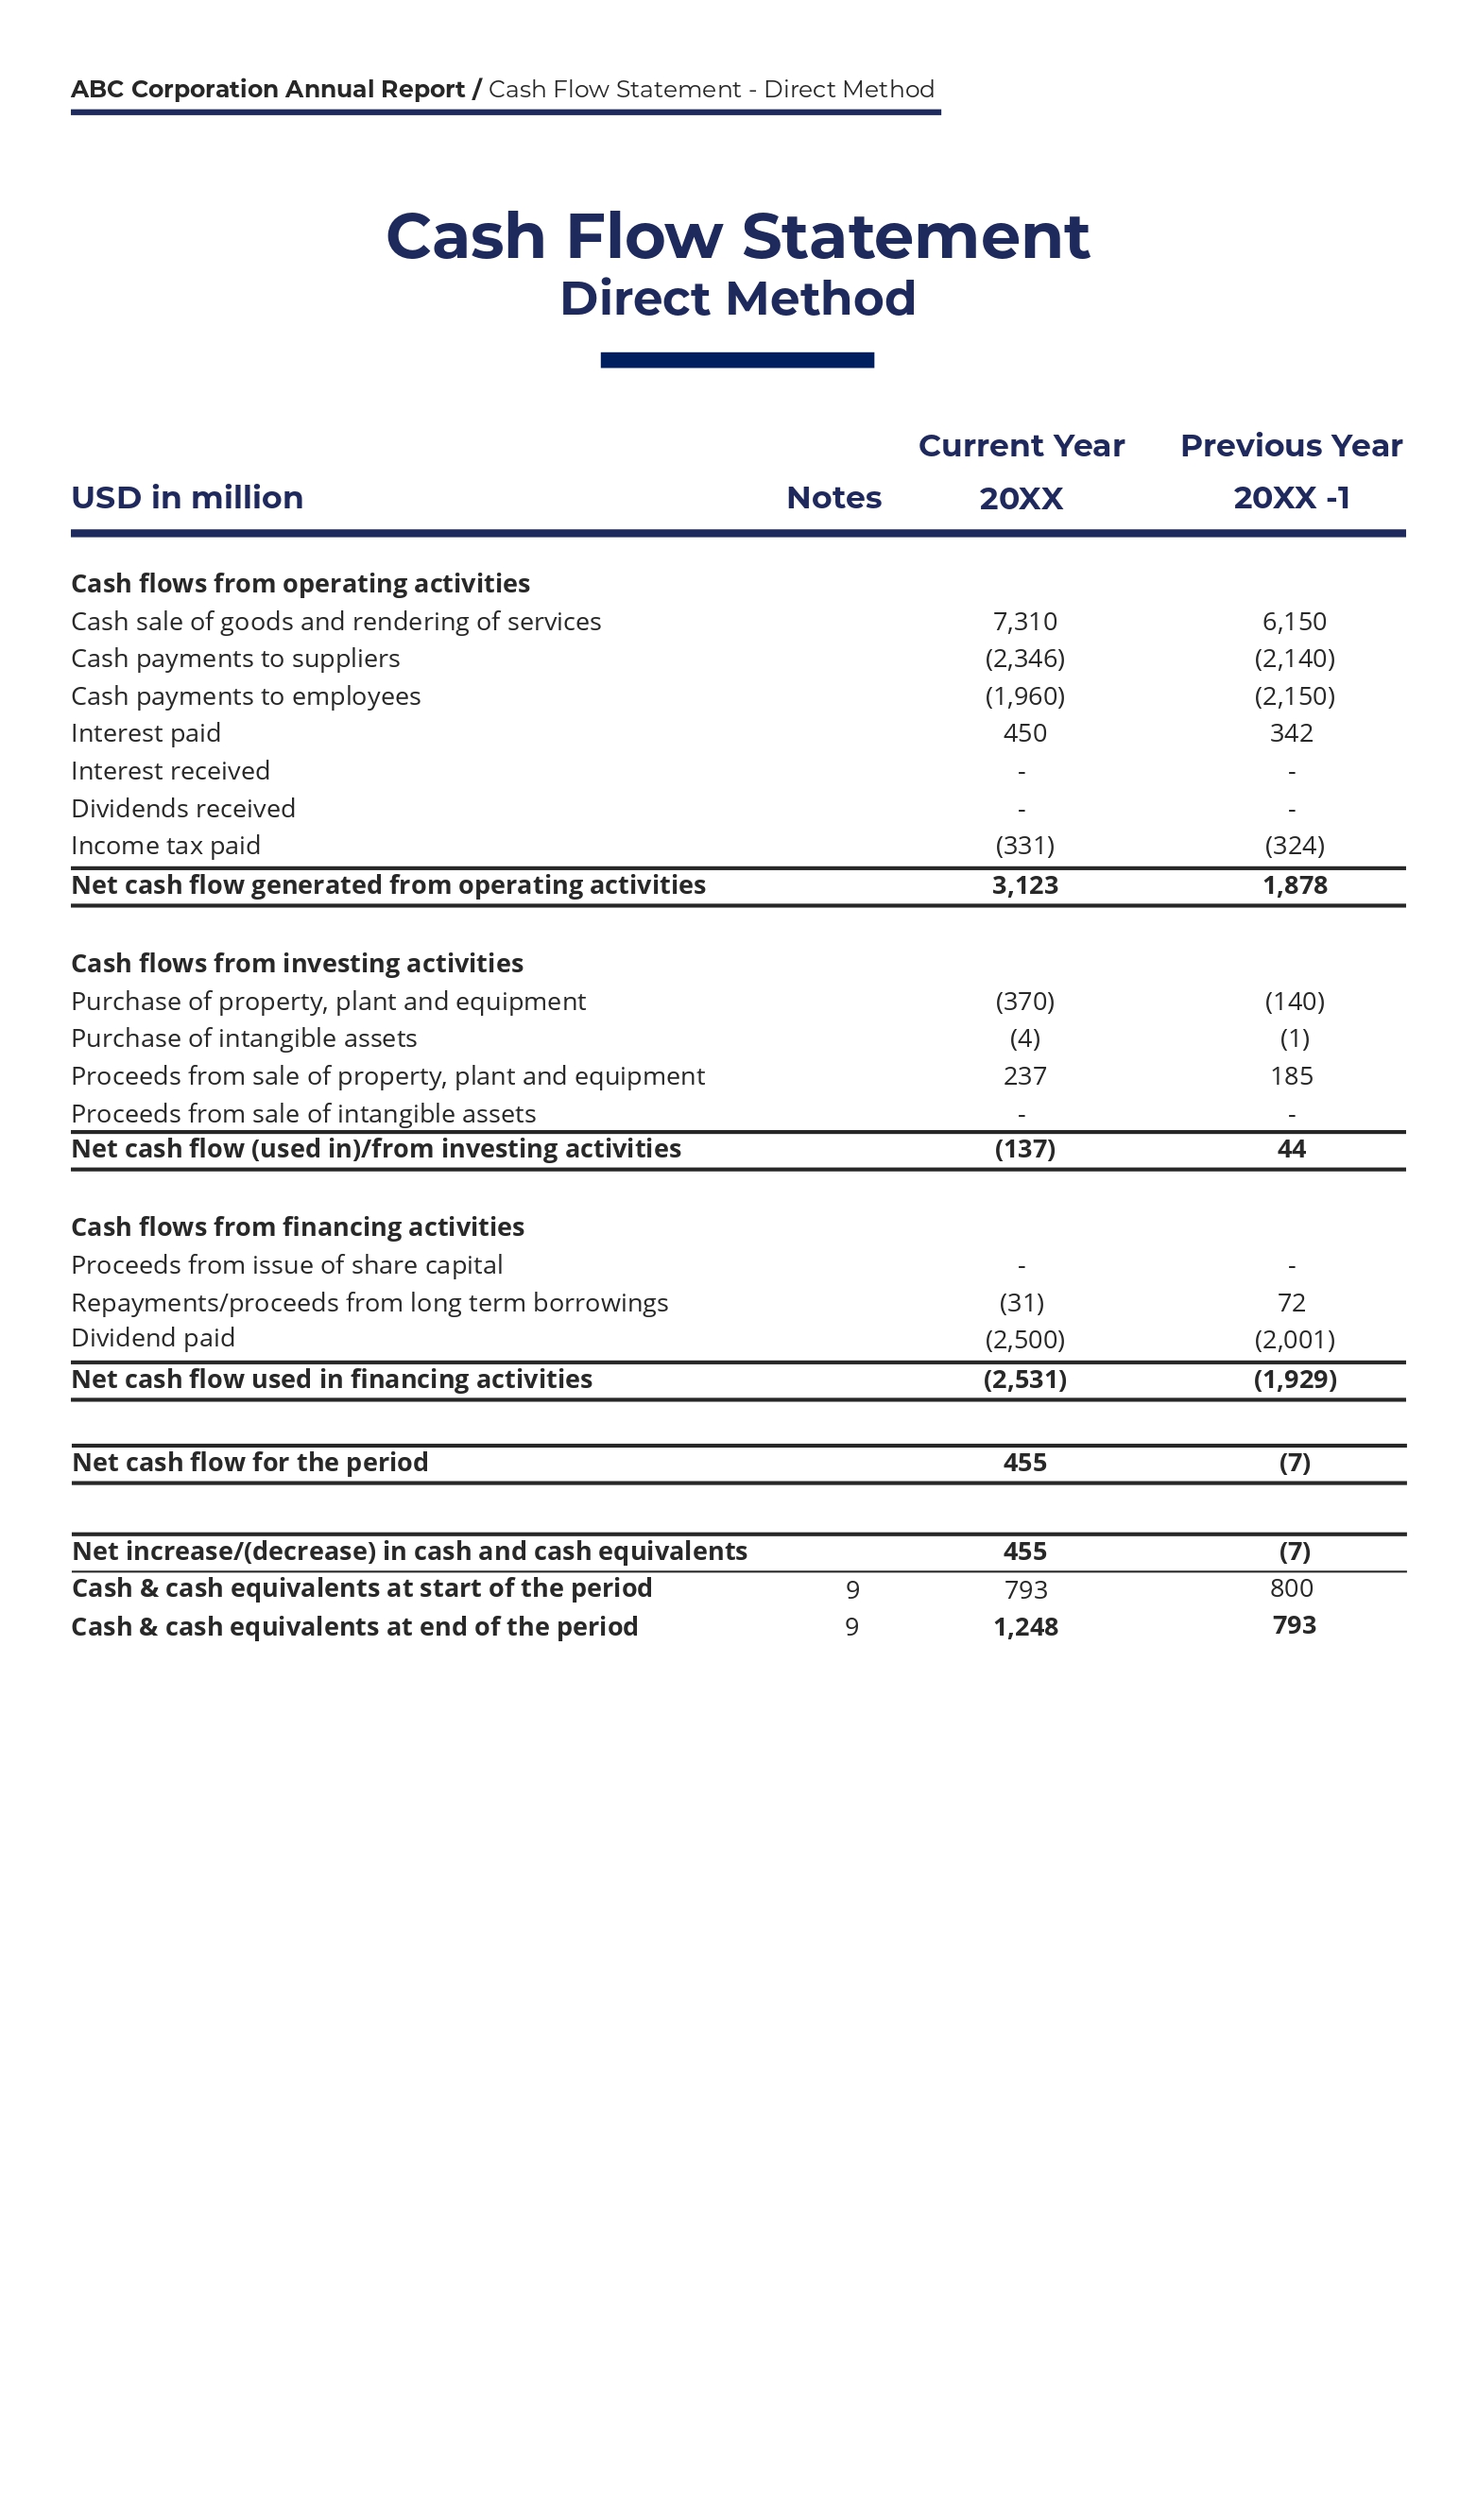 ABC Corporation Annual Report / Cash Flow Statement - Direct Method
Cash Flow Statement
Direct Method
Current Year Previous Year
USD in million Notes 20XX 20XX -1
Cash flows from operating activities
Cash sale of goods and rendering of services 7,310 6,150
Cash payments to suppliers (2,346) (2,140)
Cash payments to employees (1,960) (2,150)
Interest paid 450 342
Interest received - -
Dividends received - -
Income tax paid (331) (324)
Net cash flow generated from operating activities 3,123 1,878
Cash flows from investing activities
Purchase of property, plant and equipment (370) (140)
Purchase of intangible assets (4) (1)
Proceeds from sale of property, plant and equipment 237 185
Proceeds from sale of intangible assets - -
Net cash flow (used in)/from investing activities (137) 44
Cash flows from financing activities
Proceeds from issue of share capital - -
Repayments/proceeds from long term borrowings (31) 72
Dividend paid (2,500) (2,001)
Net cash flow used in financing activities (2,531) (1,929)
Net cash flow for the period 455 (7)
Net increase/(decrease) in cash and cash equivalents 455 (7)
Cash & cash equivalents at start of the period 9 793 800
Cash & cash equivalents at end of the period 9 1,248 793